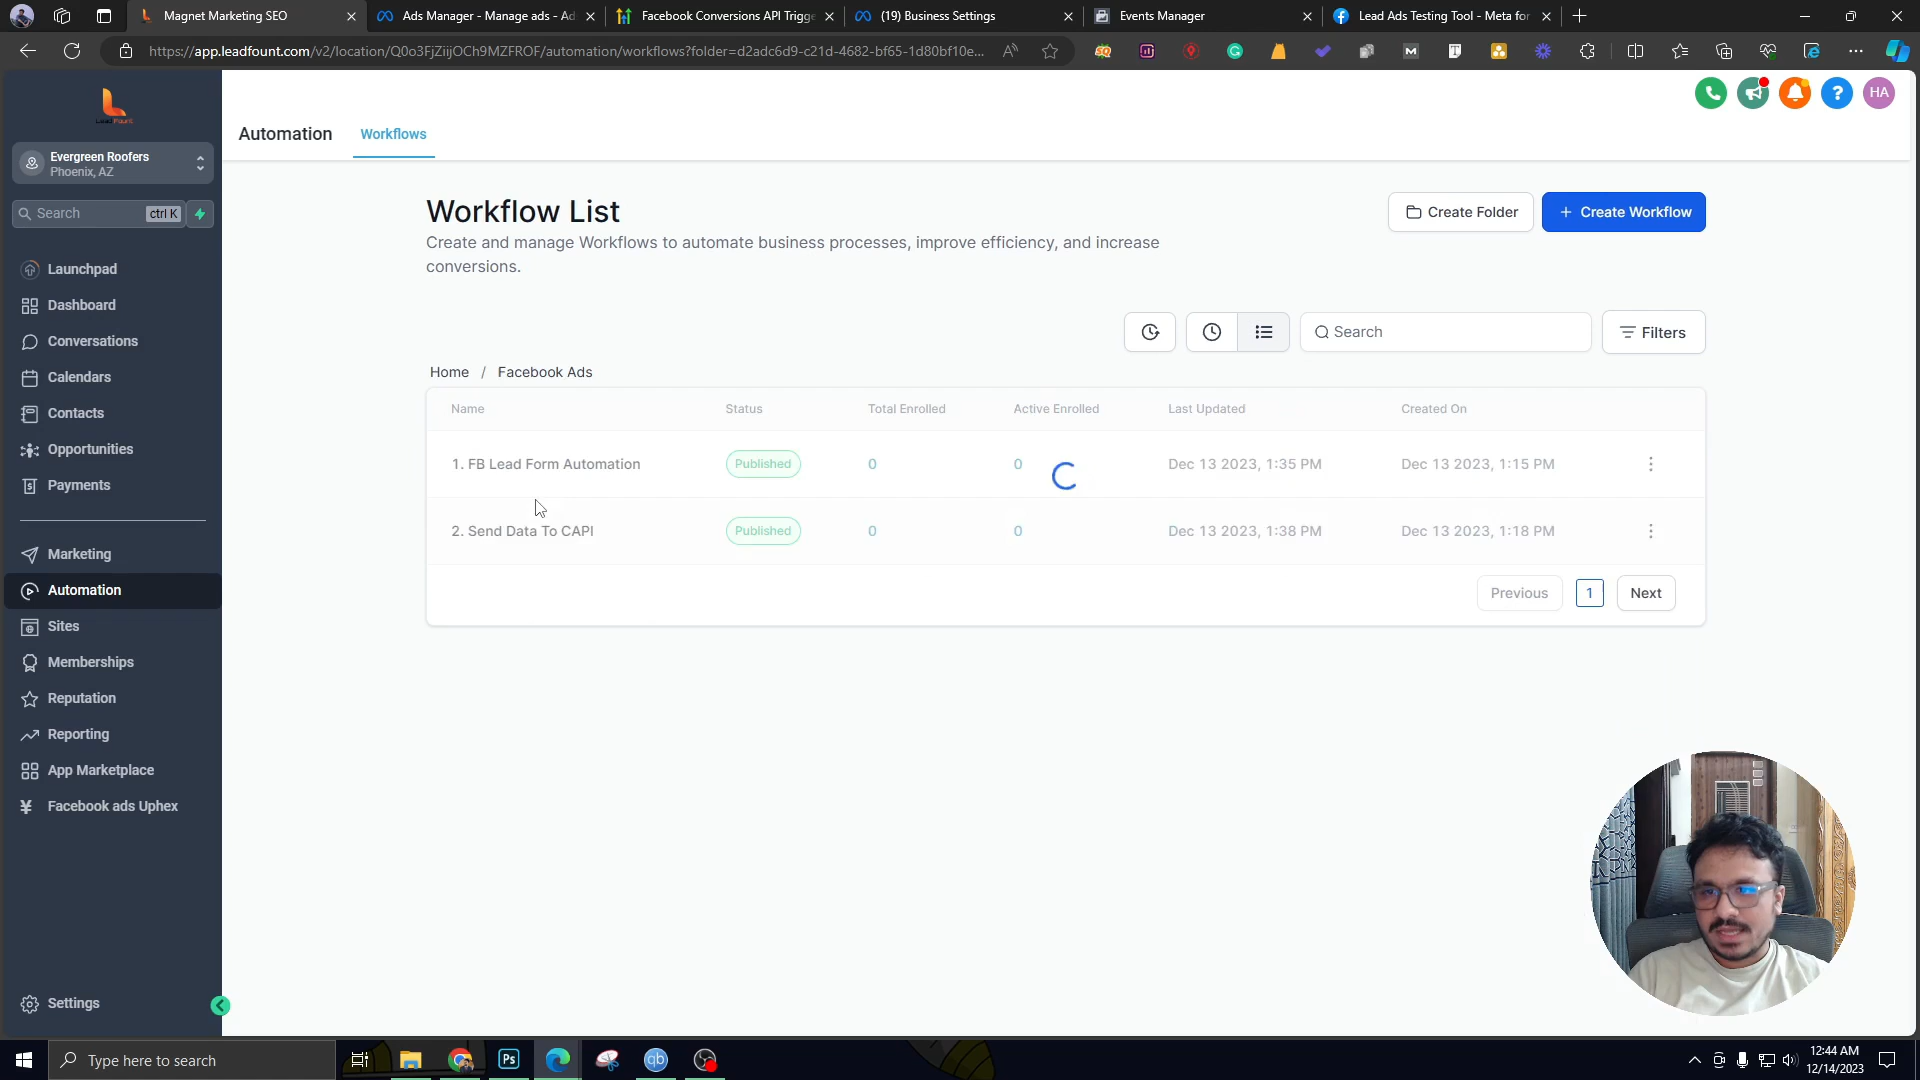 Magnet Marketing SEO
Ads Manager - Manage ads - Ad
Facebook Conversions API Trigge
(19) Business Settings
Events Manager
Lead Ads Testing Tool - Meta for
https://app.leadfount.com/v2/location/Q0o3FjZiijOCh9MZFROF/automation/workflows?folder=d2adc6d9-c21d-4682-bf65-1d80bf10e...
Lead Fount
Evergreen Roofers
Phoenix, AZ
Search
ctrl K
Launchpad
Dashboard
Conversations
Calendars
Contacts
Opportunities
Payments
Marketing
Automation
Sites
Memberships
Reputation
Reporting
App Marketplace
Facebook ads Uphex
Settings
HA
Automation
Workflows
Workflow List
Create and manage Workflows to automate business processes, improve efficiency, and increase
conversions.
Create Folder
+ Create Workflow
Search
Filters
Home / Facebook Ads
Name Status Total Enrolled Active Enrolled Last Updated Created On
1. FB Lead Form Automation Published 0 0 Dec 13 2023, 1:35 PM Dec 13 2023, 1:15 PM
2. Send Data To CAPI Published 0 0 Dec 13 2023, 1:38 PM Dec 13 2023, 1:18 PM
Previous 1 Next
Type here to search
Ps
qb
12:44 AM
12/14/2023